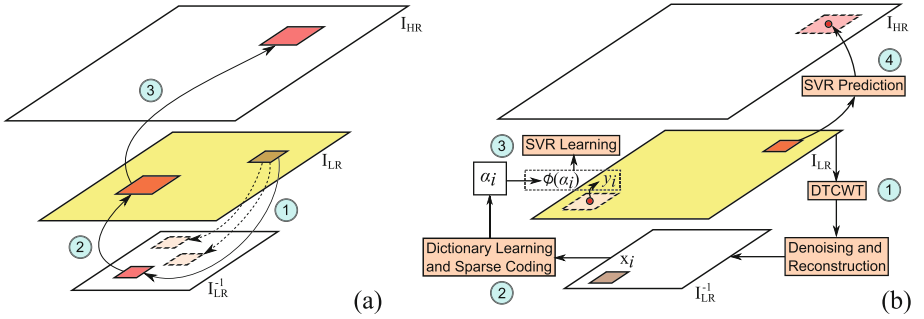 I_HR
3
I_LR
1
2
I_LR^-1
(a)
I_HR
4
SVR Prediction
3
SVR Learning
I_LR
α_i
ϕ(α_i)
y_i
DTCWT
1
Dictionary Learning
and Sparse Coding
2
x_i
Denoising and
Reconstruction
I_LR^-1
(b)